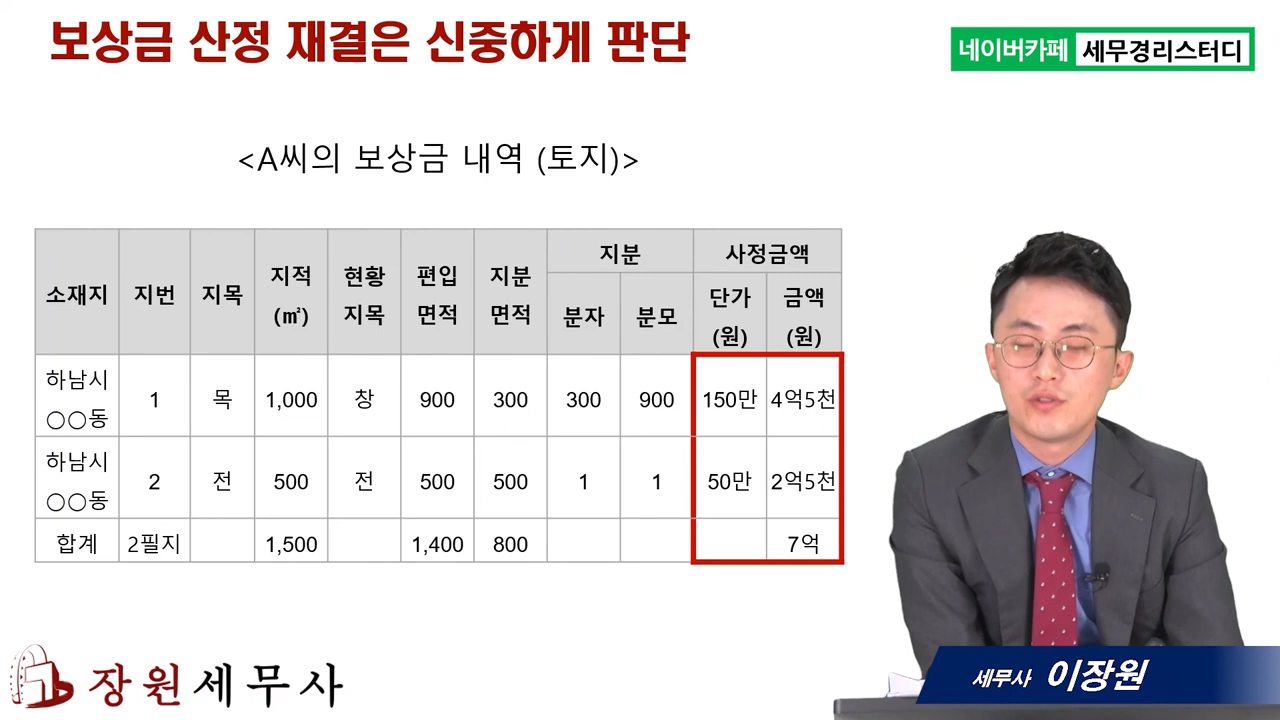 보상금 산정 재결은 신중하게 판단
네이버카페 세무경리스터디
<A씨의 보상금 내역 (토지)>
소재지 지번 지목 지적 (㎡) 현황 지목 편입 면적 지분 면적 지분 사정금액
분자 분모 단가 (원) 금액 (원)
하남시 ○○동 1 목 1,000 창 900 300 300 900 150만 4억5천
하남시 ○○동 2 전 500 전 500 500 1 1 50만 2억5천
합계 2필지 1,500 1,400 800 7억
장원세무사
세무사 이장원